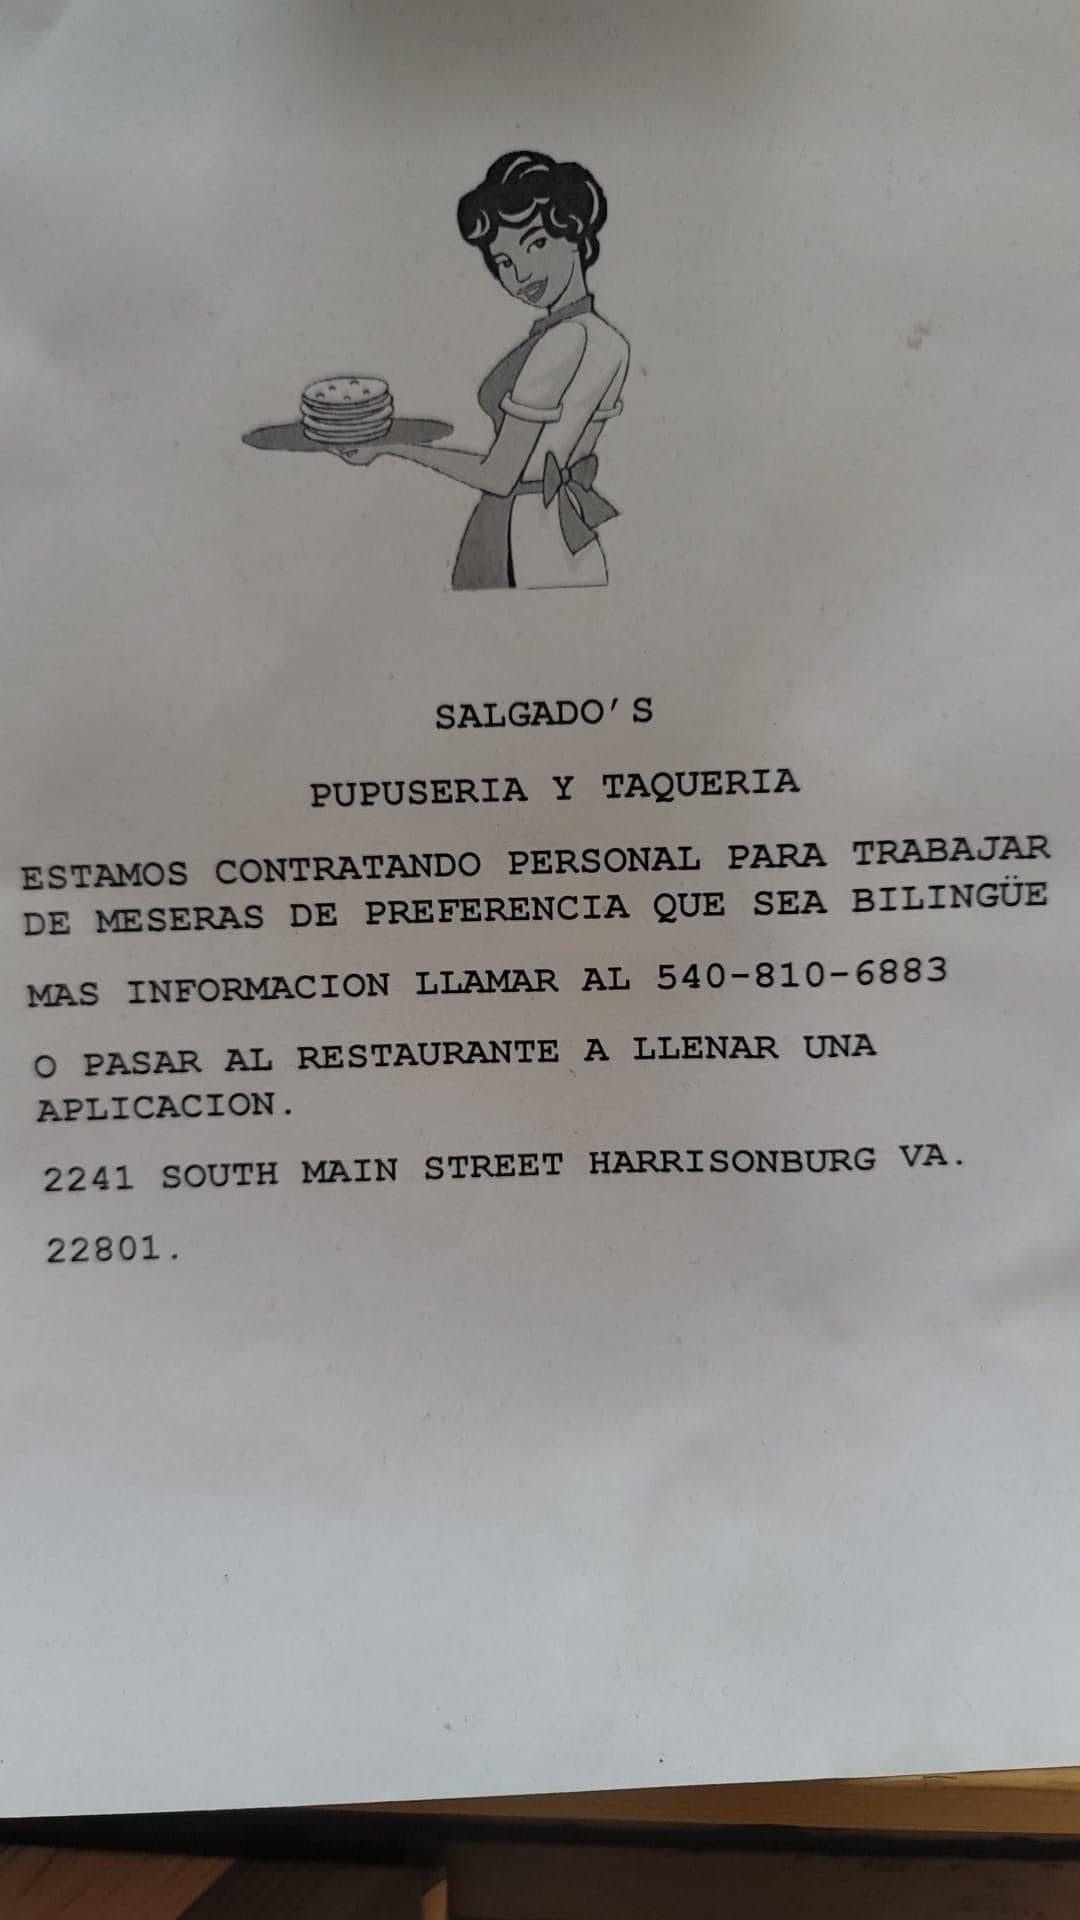 SALGADO'S
PUPUSERIA Y TAQUERIA
ESTAMOS CONTRATANDO PERSONAL PARA TRABAJAR
DE MESERAS DE PREFERENCIA QUE SEA BILINGÜE
MAS INFORMACION LLAMAR AL 540-810-6883
O PASAR AL RESTAURANTE A LLENAR UNA
APLICACION.
2241 SOUTH MAIN STREET HARRISONBURG VA.
22801.